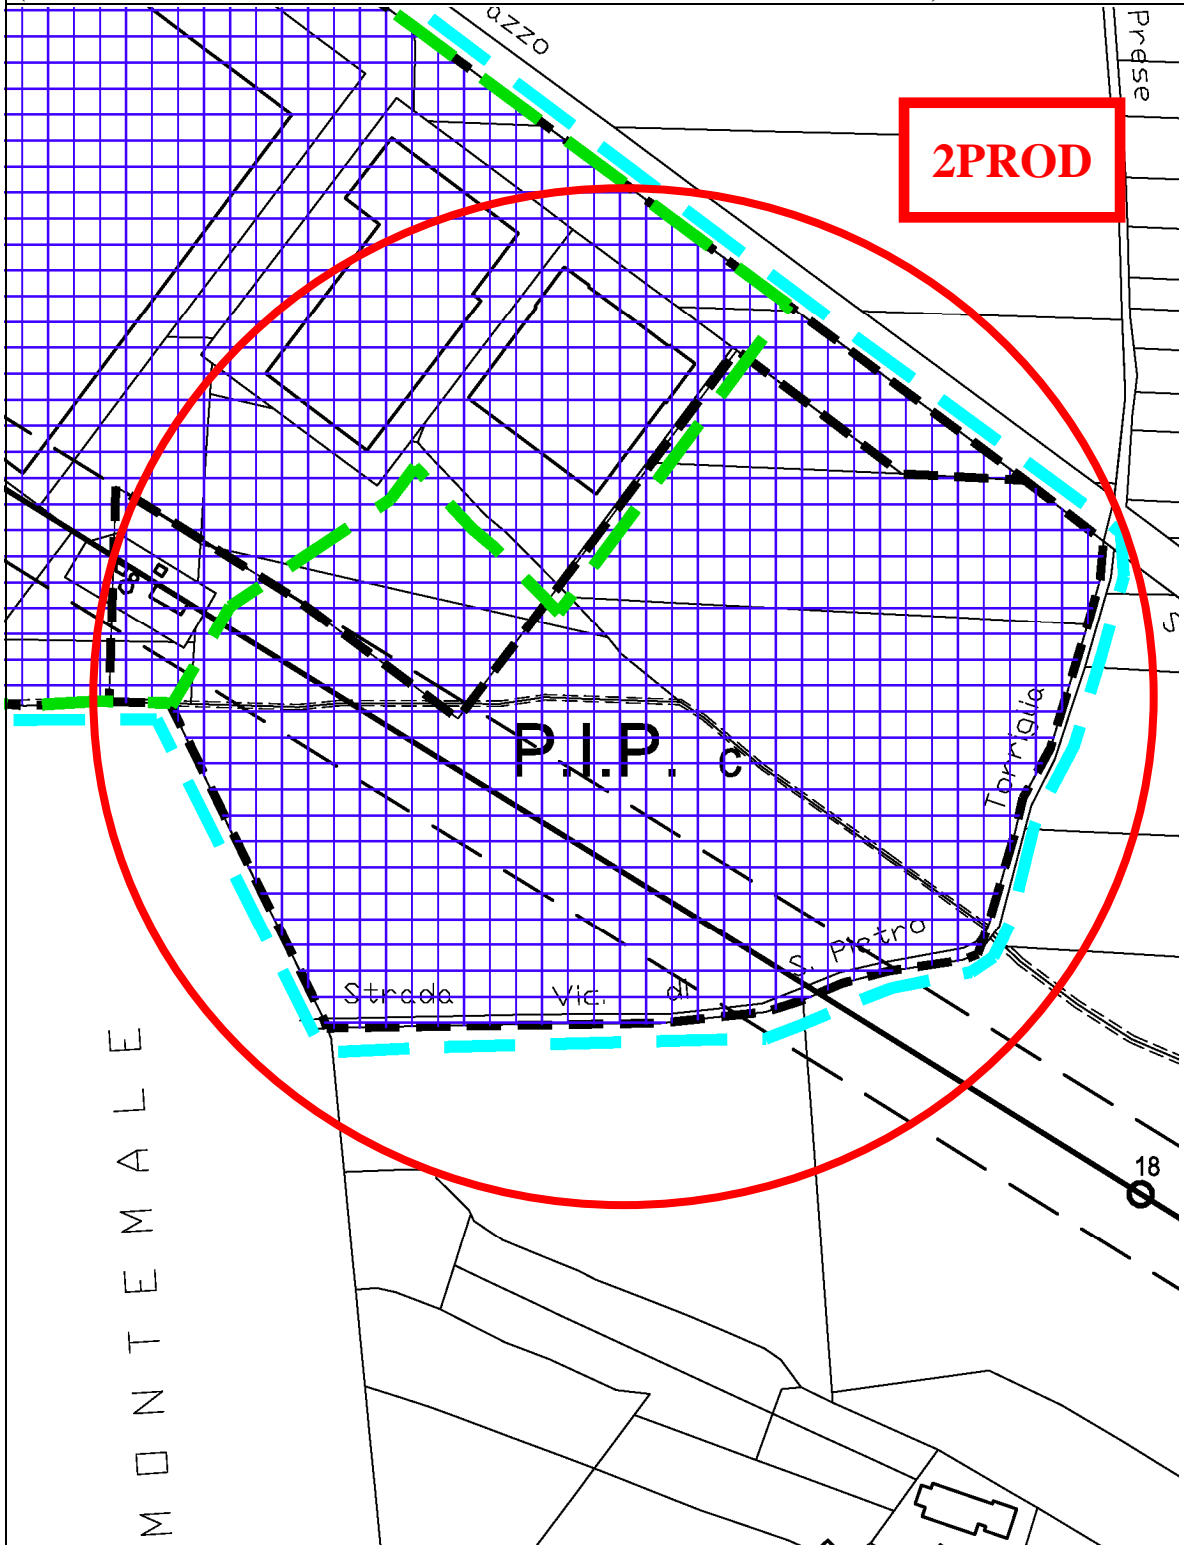 azzo
Prese
2PROD
P.I.P. c
Torriglia
S
Strada Vic. di S. Pietro
18
MONTEMALE